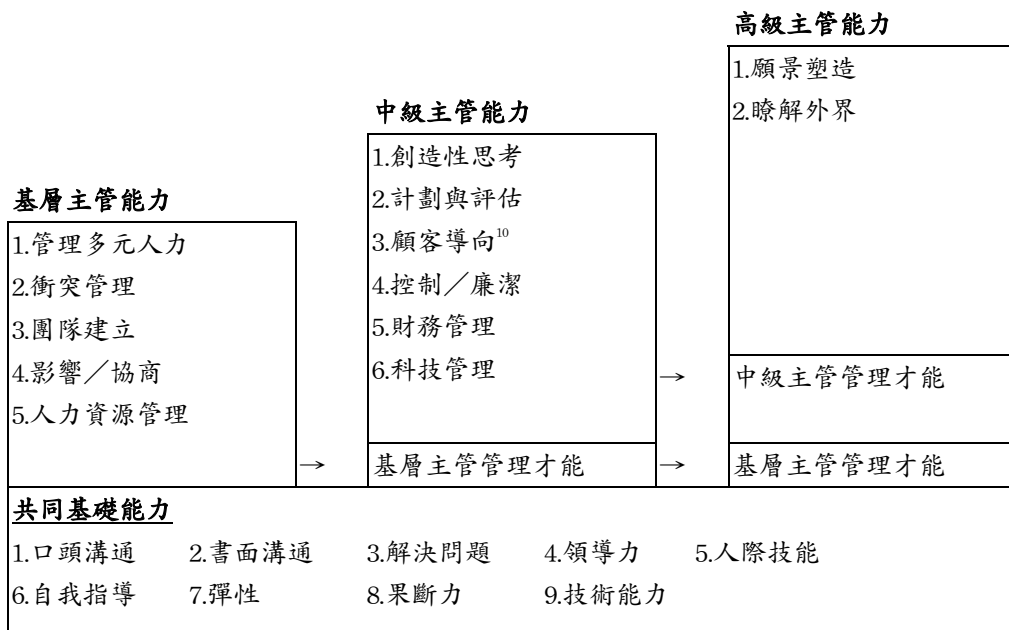 高級主管能力
1.願景塑造
2.瞭解外界
中級主管管理才能
基層主管管理才能
中級主管能力
1.創造性思考
2.計劃與評估
3.顧客導向10
4.控制／廉潔
5.財務管理
6.科技管理
→
基層主管管理才能
→
基層主管能力
1.管理多元人力
2.衝突管理
3.團隊建立
4.影響／協商
5.人力資源管理
→
共同基礎能力
1.口頭溝通 2.書面溝通 3.解決問題 4.領導力 5.人際技能
6.自我指導 7.彈性 8.果斷力 9.技術能力